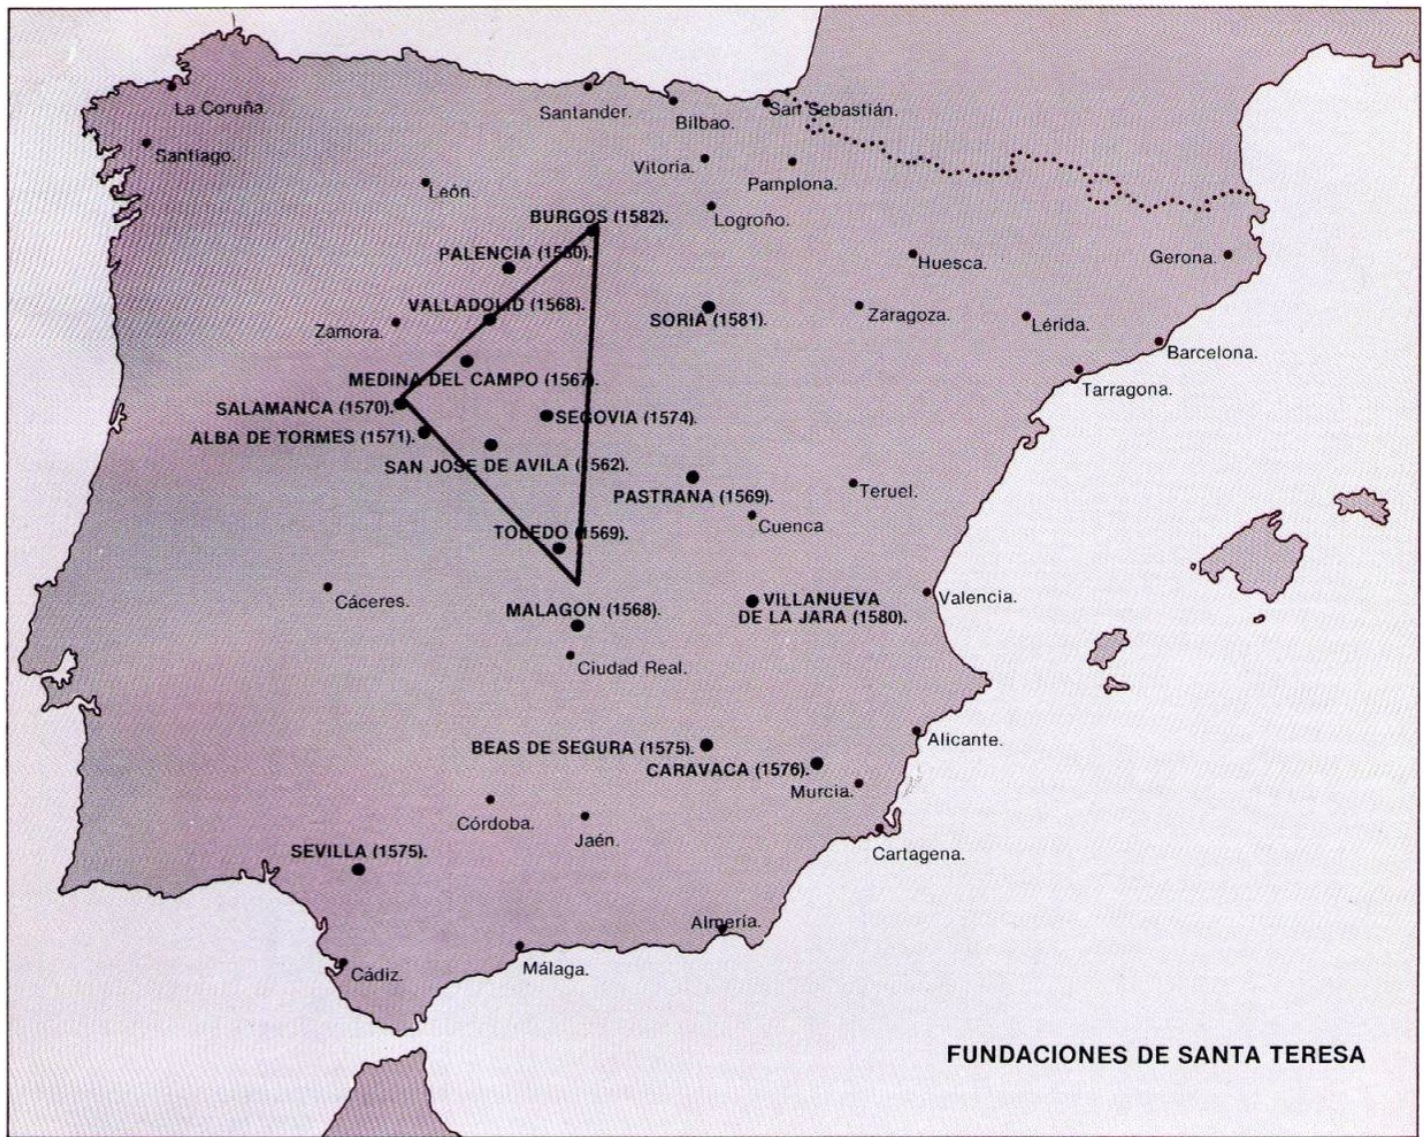 La Coruña
Santander.
Bilbao.
San Sebastián.
Santiago.
Vitoria.
Pamplona.
León.
BURGOS (1582).
Logroño.
PALENCIA (1580).
Huesca.
Gerona.
VALLADOLID (1568).
Zamora.
SORIA (1581).
Zaragoza.
Lérida.
Barcelona.
MEDINA DEL CAMPO (1567).
Tarragona.
SALAMANCA (1570).
SEGOVIA (1574).
ALBA DE TORMES (1571).
SAN JOSE DE AVILA (1562).
PASTRANA (1569).
Teruel.
Cuenca
TOLEDO (1569).
Cáceres.
MALAGON (1568).
VILLANUEVA
DE LA JARA (1580).
Valencia.
Ciudad Real.
BEAS DE SEGURA (1575).
Alicante.
CARAVACA (1576).
Murcia.
Córdoba.
Jaén.
SEVILLA (1575).
Cartagena.
Almería.
Cádiz.
Málaga.
FUNDACIONES DE SANTA TERESA